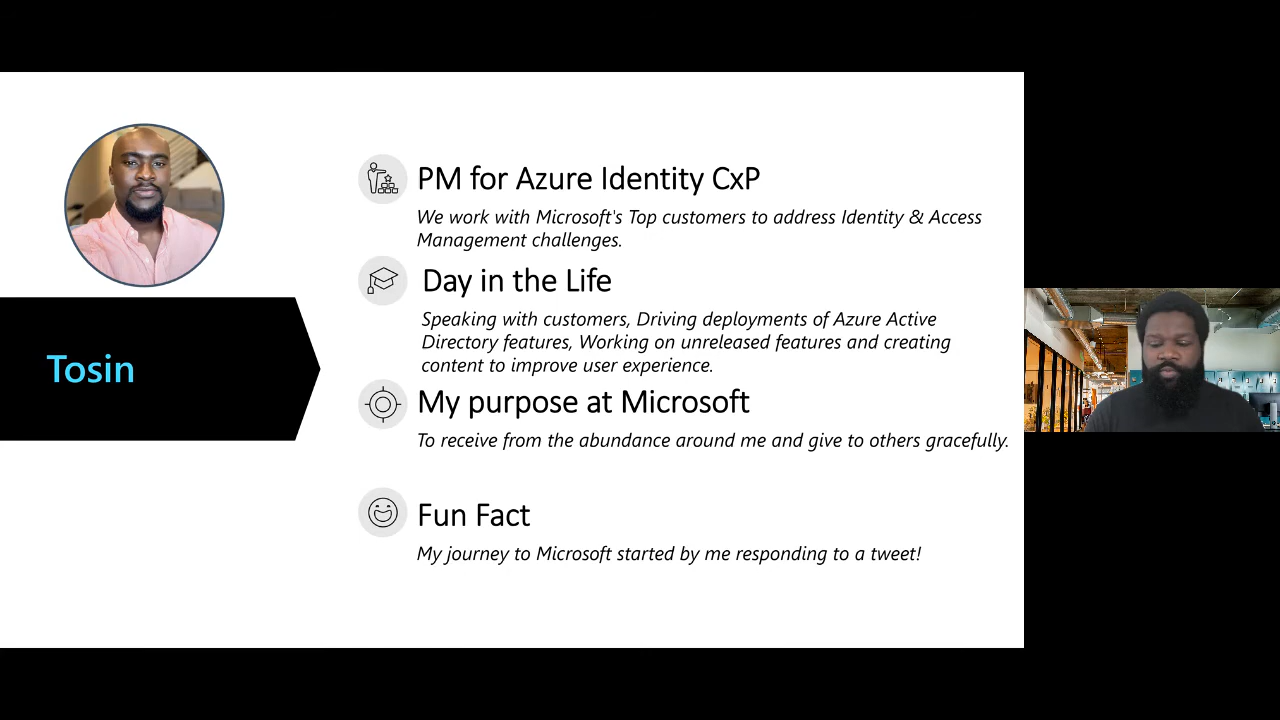 PM for Azure Identity CxP
We work with Microsoft's Top customers to address Identity & Access
Management challenges.
Day in the Life
Speaking with customers, Driving deployments of Azure Active
Directory features, Working on unreleased features and creating
content to improve user experience.
Tosin
My purpose at Microsoft
To receive from the abundance around me and give to others gracefully.
Fun Fact
My journey to Microsoft started by me responding to a tweet!